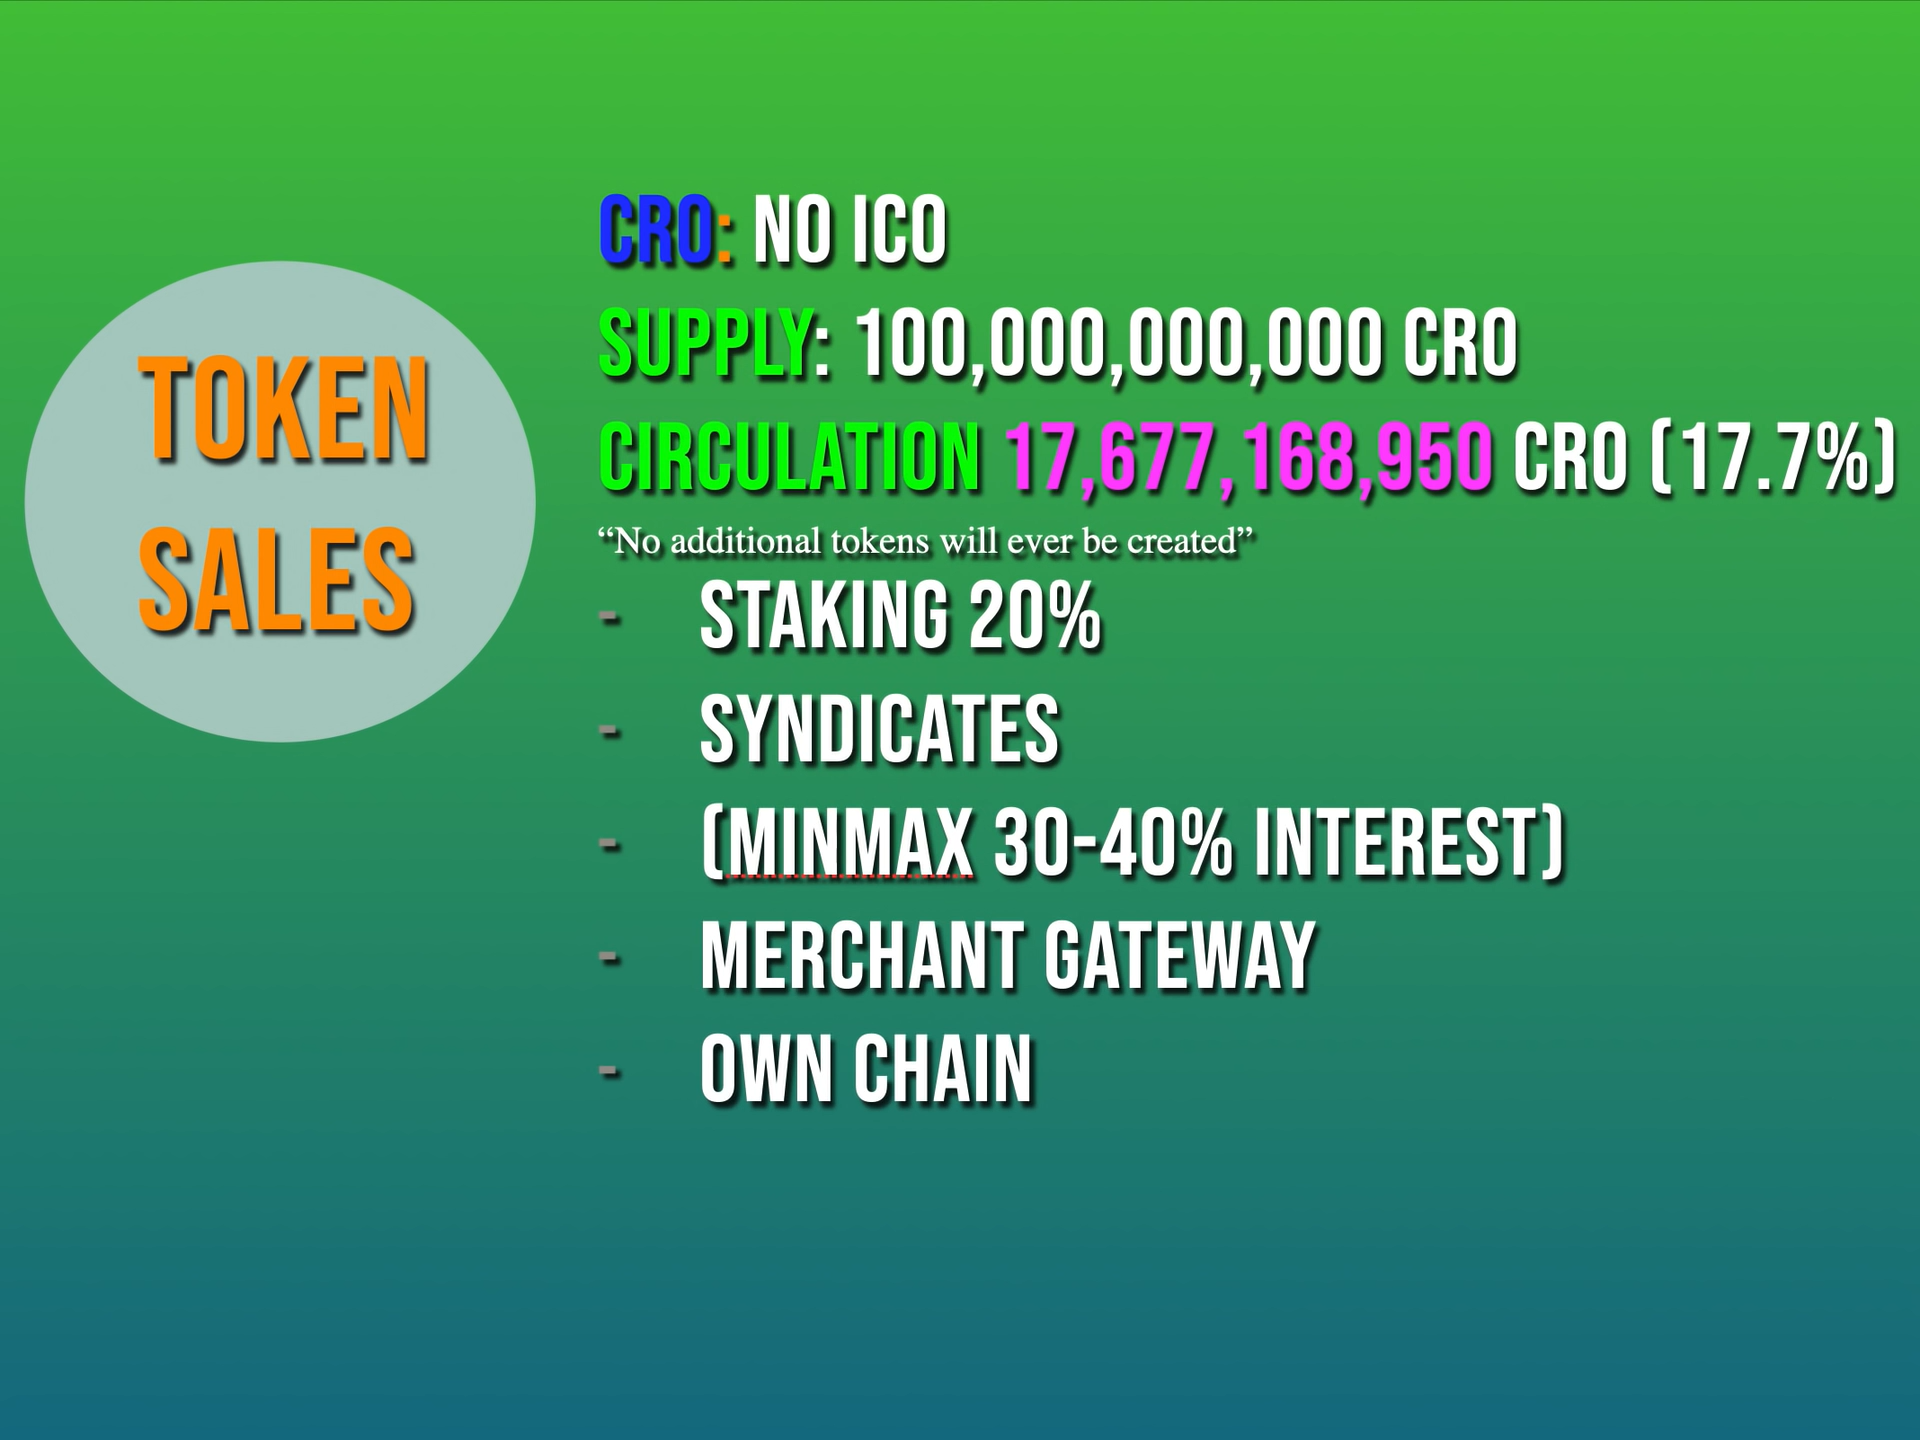 TOKEN
SALES
CRO: NO ICO
SUPPLY: 100,000,000,000 CRO
CIRCULATION 17,677,168,950 CRO (17.7%)
“No additional tokens will ever be created”
- STAKING 20%
- SYNDICATES
- (MINMAX 30-40% INTEREST)
- MERCHANT GATEWAY
- OWN CHAIN